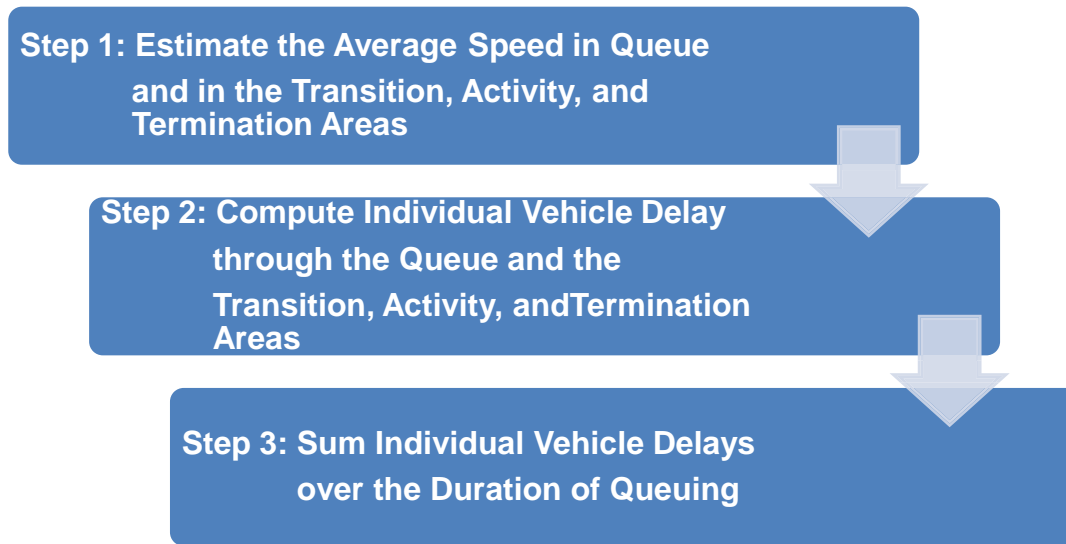 Step 1: Estimate the Average Speed in Queue
and in the Transition, Activity, and
Termination Areas
Step 2: Compute Individual Vehicle Delay
through the Queue and the
Transition, Activity, andTermination
Areas
Step 3: Sum Individual Vehicle Delays
over the Duration of Queuing